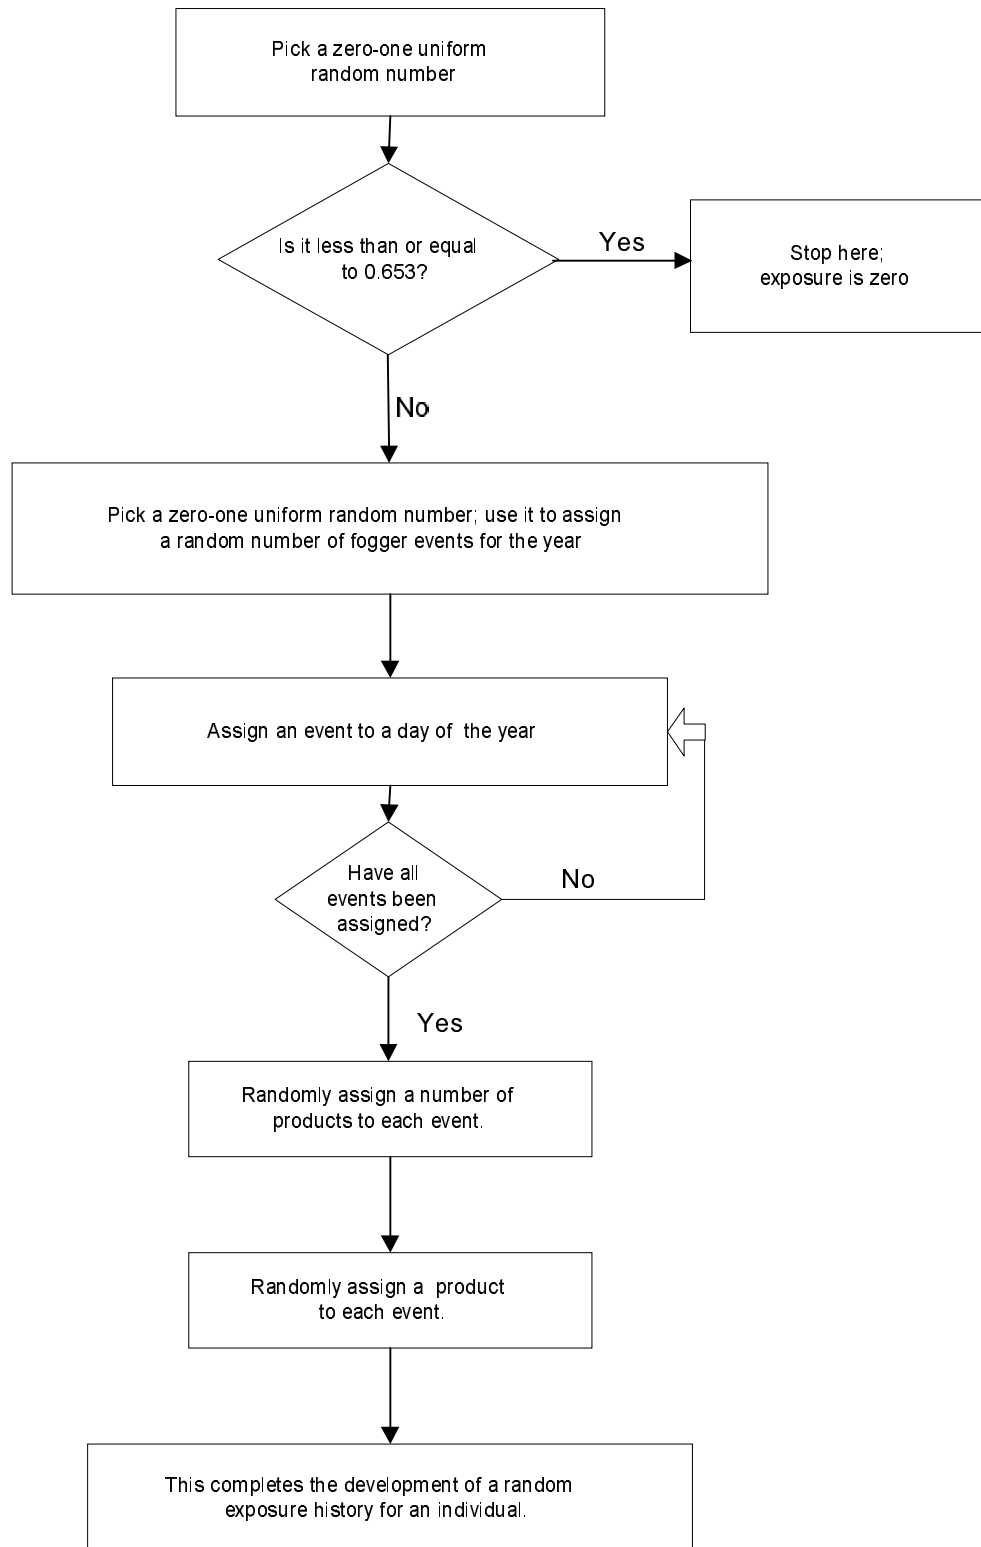 Pick a zero-one uniform
random number
Is it less than or equal
to 0.653?
Yes
Stop here;
exposure is zero
No
Pick a zero-one uniform random number; use it to assign
a random number of fogger events for the year
Assign an event to a day of the year
Have all
events been
assigned?
No
Yes
Randomly assign a number of
products to each event.
Randomly assign a product
to each event.
This completes the development of a random
exposure history for an individual.